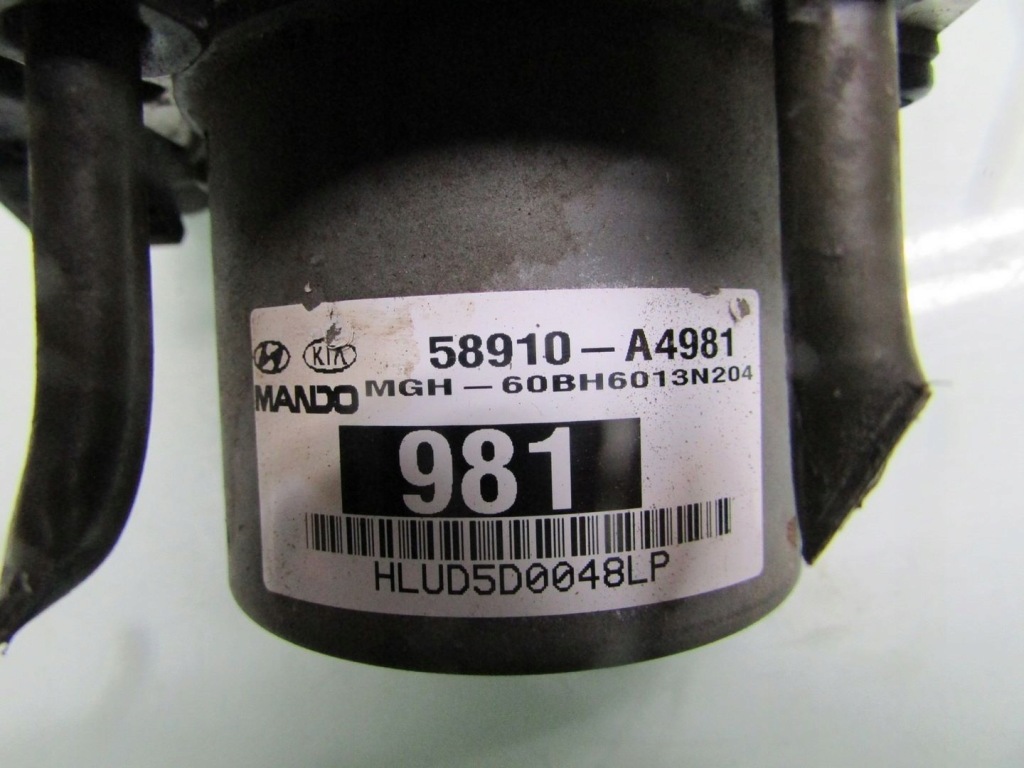 KIA 58910-A4981
MANDO MGH-60BH6013N204
981
HLUD5D0048LP